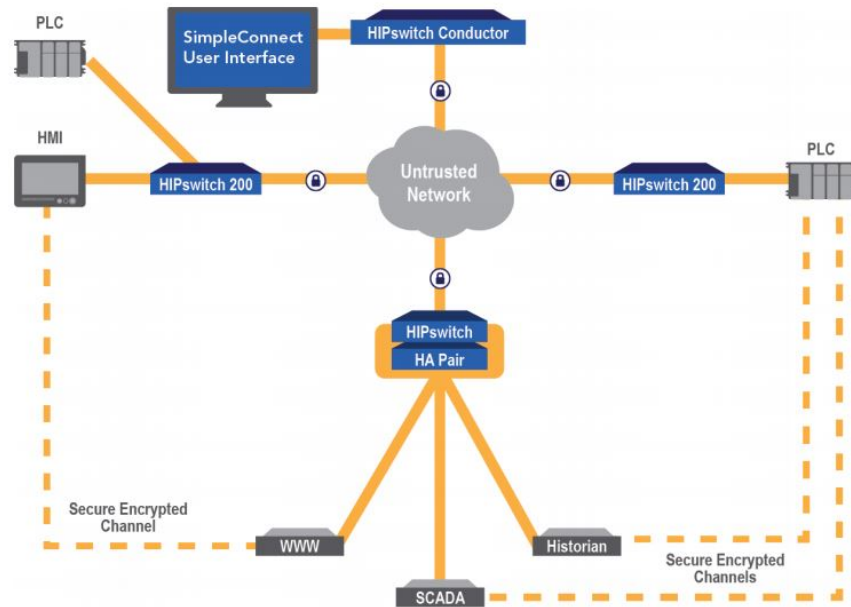 PLC
SimpleConnect
User Interface
HIPswitch Conductor
HMI
PLC
HIPswitch 200
Untrusted
Network
HIPswitch 200
HIPswitch
HA Pair
Secure Encrypted
Channel
WWW
Historian
Secure Encrypted
Channels
SCADA